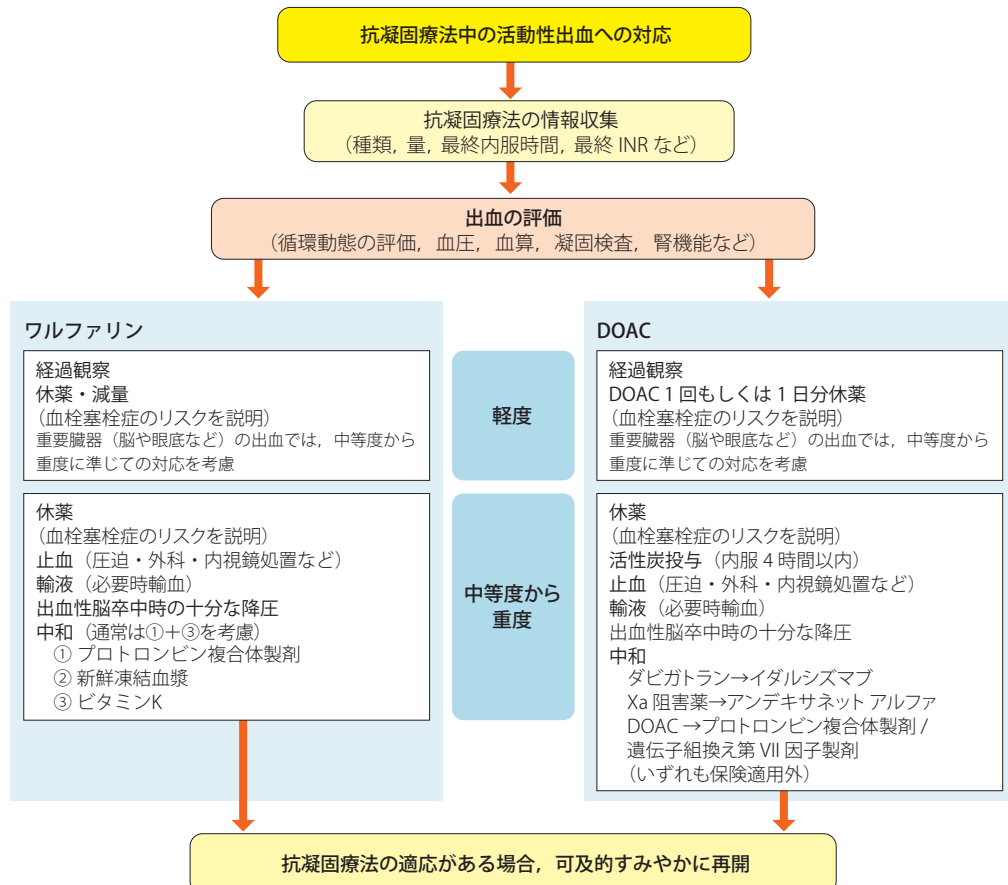 抗凝固療法中の活動性出血への対応
抗凝固療法の情報収集
（種類, 量, 最終内服時間, 最終 INR など）
出血の評価
（循環動態の評価, 血圧, 血算, 凝固検査, 腎機能など）
ワルファリン
経過観察
休薬・減量
（血栓塞栓症のリスクを説明）
重要臓器（脳や眼底など）の出血では, 中等度から
重度に準じての対応を考慮
休薬
（血栓塞栓症のリスクを説明）
止血（圧迫・外科・内視鏡処置など）
輸液（必要時輸血）
出血性脳卒中時の十分な降圧
中和（通常は①＋③を考慮）
① プロトロンビン複合体製剤
② 新鮮凍結血漿
③ ビタミンK
軽度
中等度から
重度
DOAC
経過観察
DOAC 1 回もしくは 1 日分休薬
（血栓塞栓症のリスクを説明）
重要臓器（脳や眼底など）の出血では, 中等度から
重度に準じての対応を考慮
休薬
（血栓塞栓症のリスクを説明）
活性炭投与（内服 4 時間以内）
止血（圧迫・外科・内視鏡処置など）
輸液（必要時輸血）
出血性脳卒中時の十分な降圧
中和
ダビガトラン→イダルシズマブ
Xa 阻害薬→アンデキサネット アルファ
DOAC →プロトロンビン複合体製剤 /
遺伝子組換え第 VII 因子製剤
（いずれも保険適用外）
抗凝固療法の適応がある場合, 可及的すみやかに再開